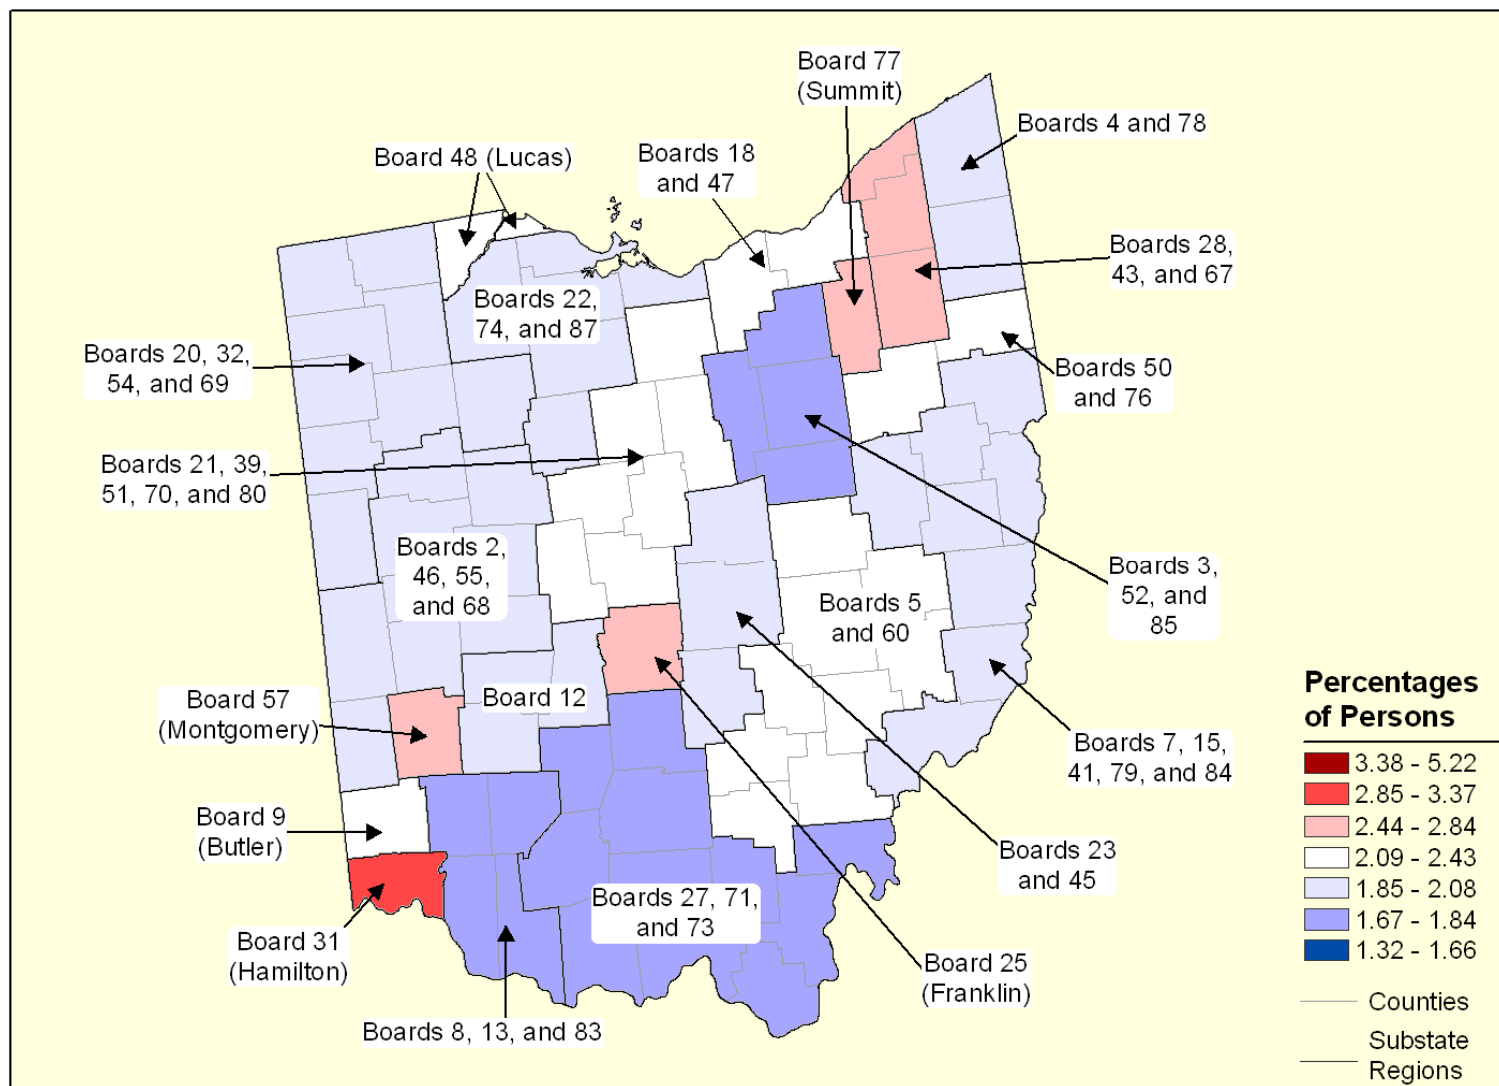 Board 77
(Summit)
Boards 4 and 78
Board 48 (Lucas)
Boards 18
and 47
Boards 28,
43, and 67
Boards 22,
74, and 87
Boards 20, 32,
54, and 69
Boards 50
and 76
Boards 21, 39,
51, 70, and 80
Boards 2,
46, 55,
and 68
Boards 3,
52, and
85
Boards 5
and 60
Board 57
(Montgomery)
Board 12
Boards 7, 15,
41, 79, and 84
Board 9
(Butler)
Boards 23
and 45
Boards 27, 71,
and 73
Board 31
(Hamilton)
Board 25
(Franklin)
Boards 8, 13, and 83
Percentages
of Persons
3.38 - 5.22
2.85 - 3.37
2.44 - 2.84
2.09 - 2.43
1.85 - 2.08
1.67 - 1.84
1.32 - 1.66
Counties
Substate
Regions